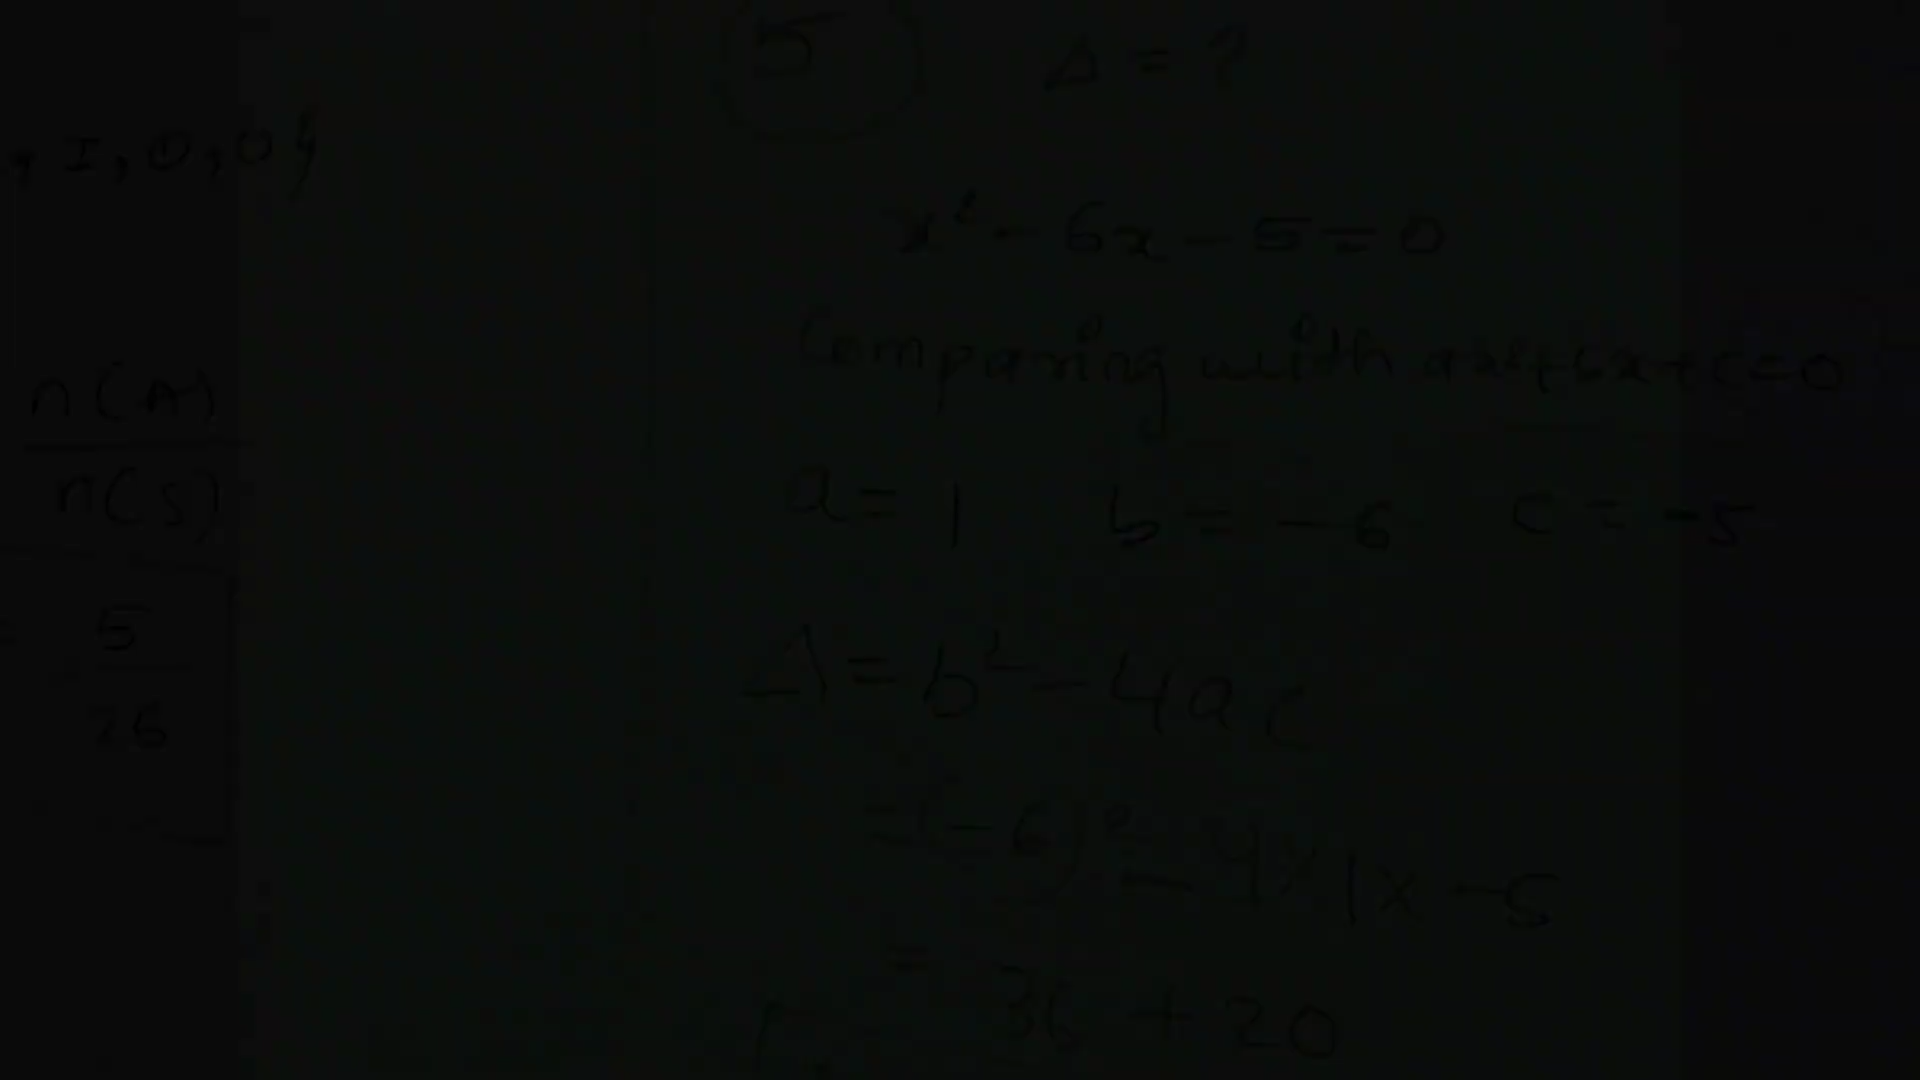 , I, O, U}
n(A)
n(S)
5
26
5 Δ = ?
x² - 6x - 5 = 0
Comparing with ax²+bx+c=0
a = 1 b = -6 c = -5
Δ = b² - 4ac
= (-6)² - 4 x 1 x -5
= 36 + 20